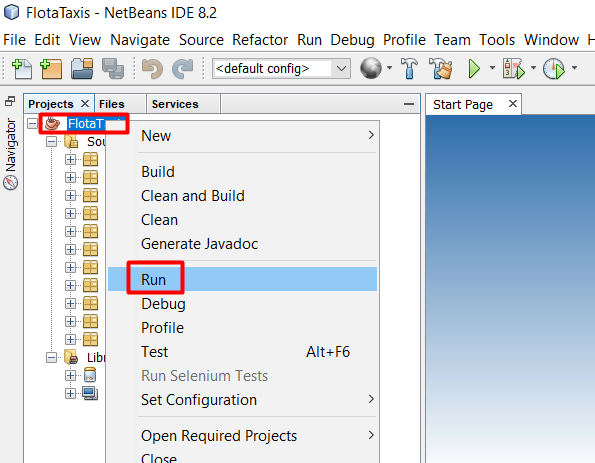 FlotaTaxis - NetBeans IDE 8.2
File Edit View Navigate Source Refactor Run Debug Profile Team Tools Window H
<default config>
Projects Files Services
Start Page
Navigator
FlotaT
Sou
New
Build
Clean and Build
Clean
Generate Javadoc
Run
Debug
Profile
Test Alt+F6
Libr
Run Selenium Tests
Set Configuration
Open Required Projects
Close